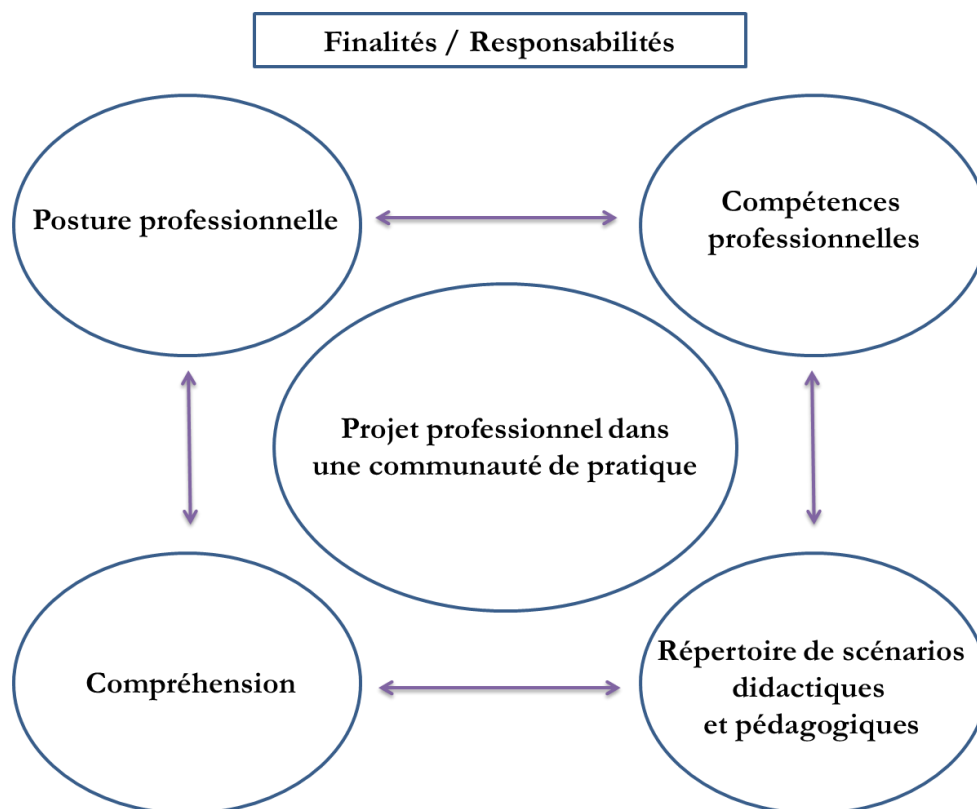 Finalités / Responsabilités
Posture professionnelle
Compétences
professionnelles
Projet professionnel dans
une communauté de pratique
Compréhension
Répertoire de scénarios
didactiques
et pédagogiques